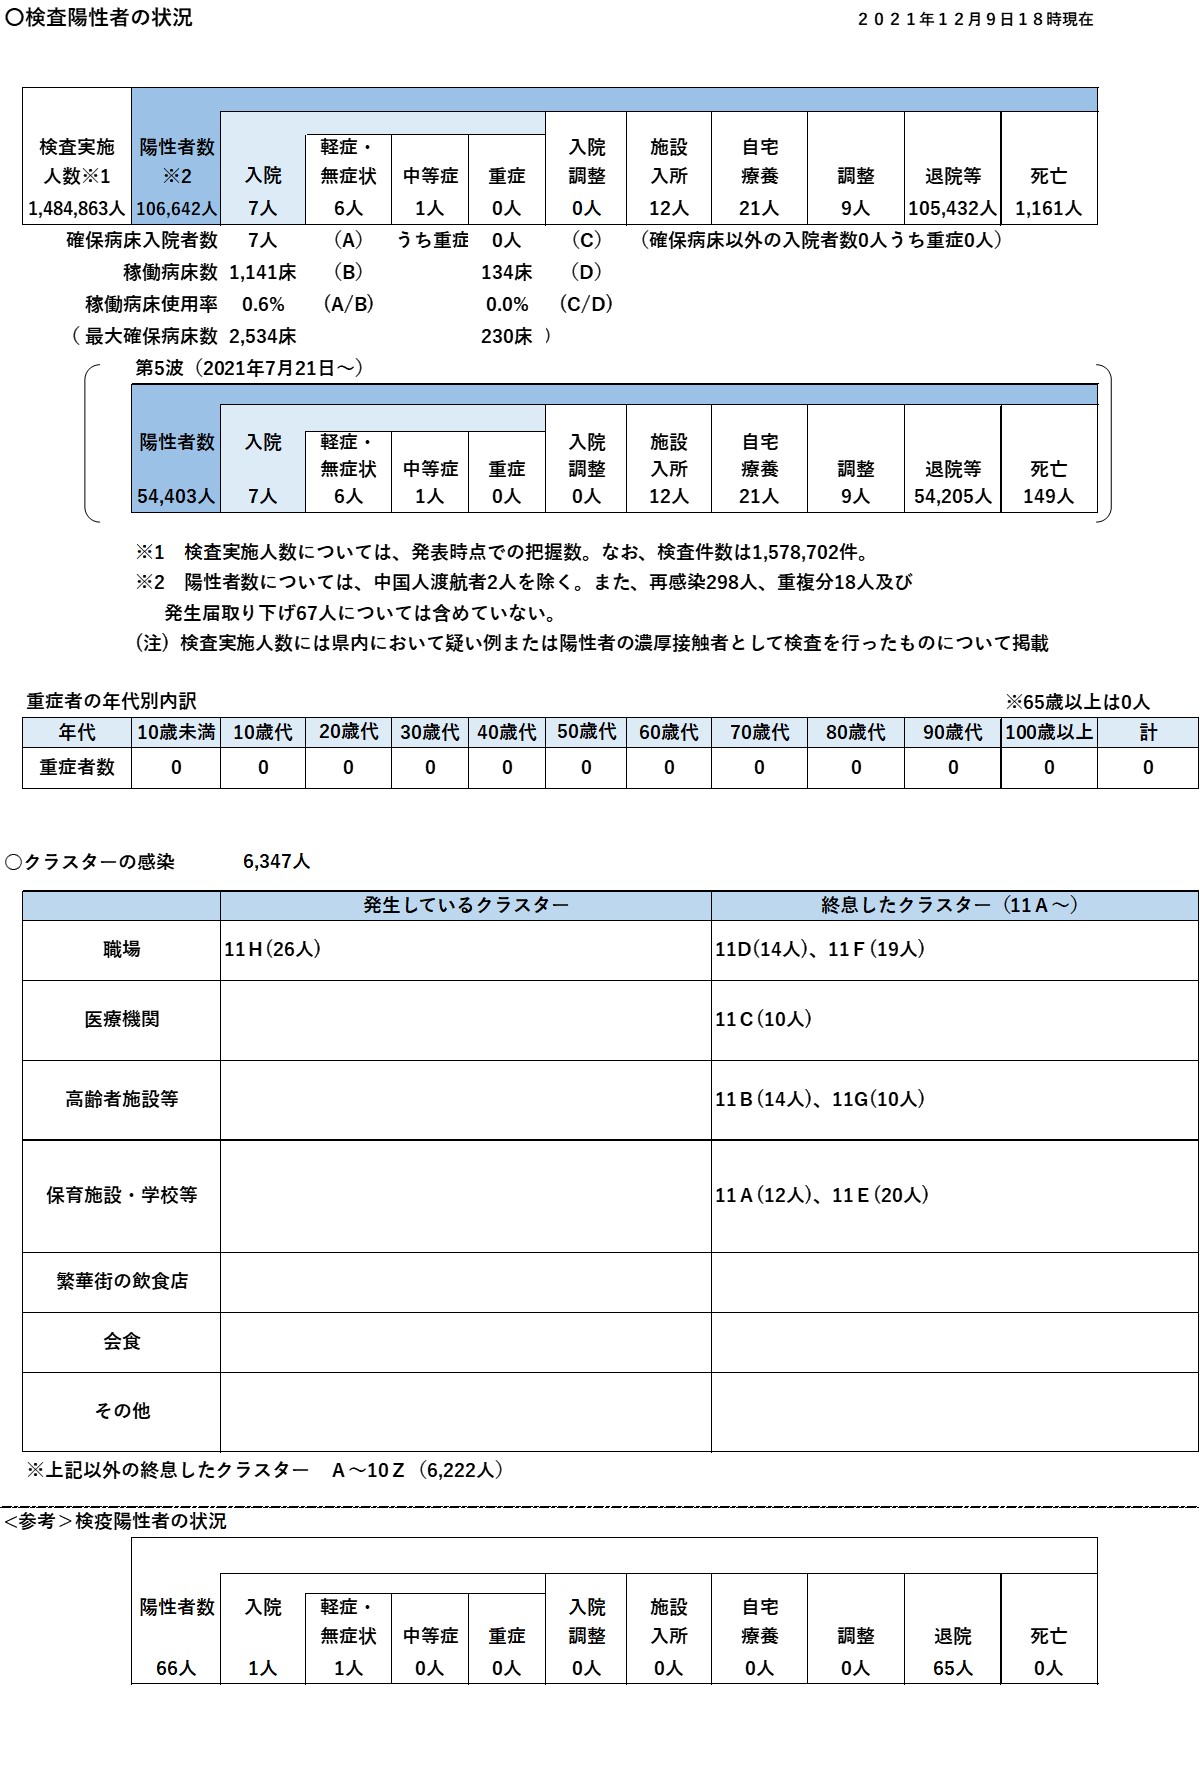 〇検査陽性者の状況 ２０２１年１２月９日１８時現在
検査実施 陽性者数 軽症・ 入院 施設 自宅
人数※1 ※2 入院 無症状 中等症 重症 調整 入所 療養 調整 退院等 死亡
1,484,863人 106,642人 7人 6人 1人 0人 0人 12人 21人 9人 105,432人 1,161人
確保病床入院者数 7人 （A） うち重症 0人 （C） （確保病床以外の入院者数0人うち重症0人）
稼働病床数 1,141床 （B） 134床 （D）
稼働病床使用率 0.6% (A/B) 0.0% (C/D)
（ 最大確保病床数 2,534床 230床 ）
第5波（2021年7月21日～）
陽性者数 入院 軽症・ 入院 施設 自宅
無症状 中等症 重症 調整 入所 療養 調整 退院等 死亡
54,403人 7人 6人 1人 0人 0人 12人 21人 9人 54,205人 149人
※1　検査実施人数については、発表時点での把握数。なお、検査件数は1,578,702件。
※2　陽性者数については、中国人渡航者2人を除く。また、再感染298人、重複分18人及び
発生届取り下げ67人については含めていない。
(注）検査実施人数には県内において疑い例または陽性者の濃厚接触者として検査を行ったものについて掲載
重症者の年代別内訳 ※65歳以上は0人
年代 10歳未満 10歳代 20歳代 30歳代 40歳代 50歳代 60歳代 70歳代 80歳代 90歳代 100歳以上 計
重症者数 0 0 0 0 0 0 0 0 0 0 0 0
○クラスターの感染 6,347人
発生しているクラスター 終息したクラスター（11Ａ～）
職場 11Ｈ(26人) 11D(14人)、11Ｆ(19人)
医療機関 11Ｃ(10人)
高齢者施設等 11Ｂ(14人)、11G(10人)
保育施設・学校等 11Ａ(12人)、11Ｅ(20人)
繁華街の飲食店
会食
その他
※上記以外の終息したクラスター　Ａ～10Ｚ（6,222人）
＜参考＞検疫陽性者の状況
陽性者数 入院 軽症・ 入院 施設 自宅
無症状 中等症 重症 調整 入所 療養 調整 退院 死亡
66人 1人 1人 0人 0人 0人 0人 0人 0人 65人 0人